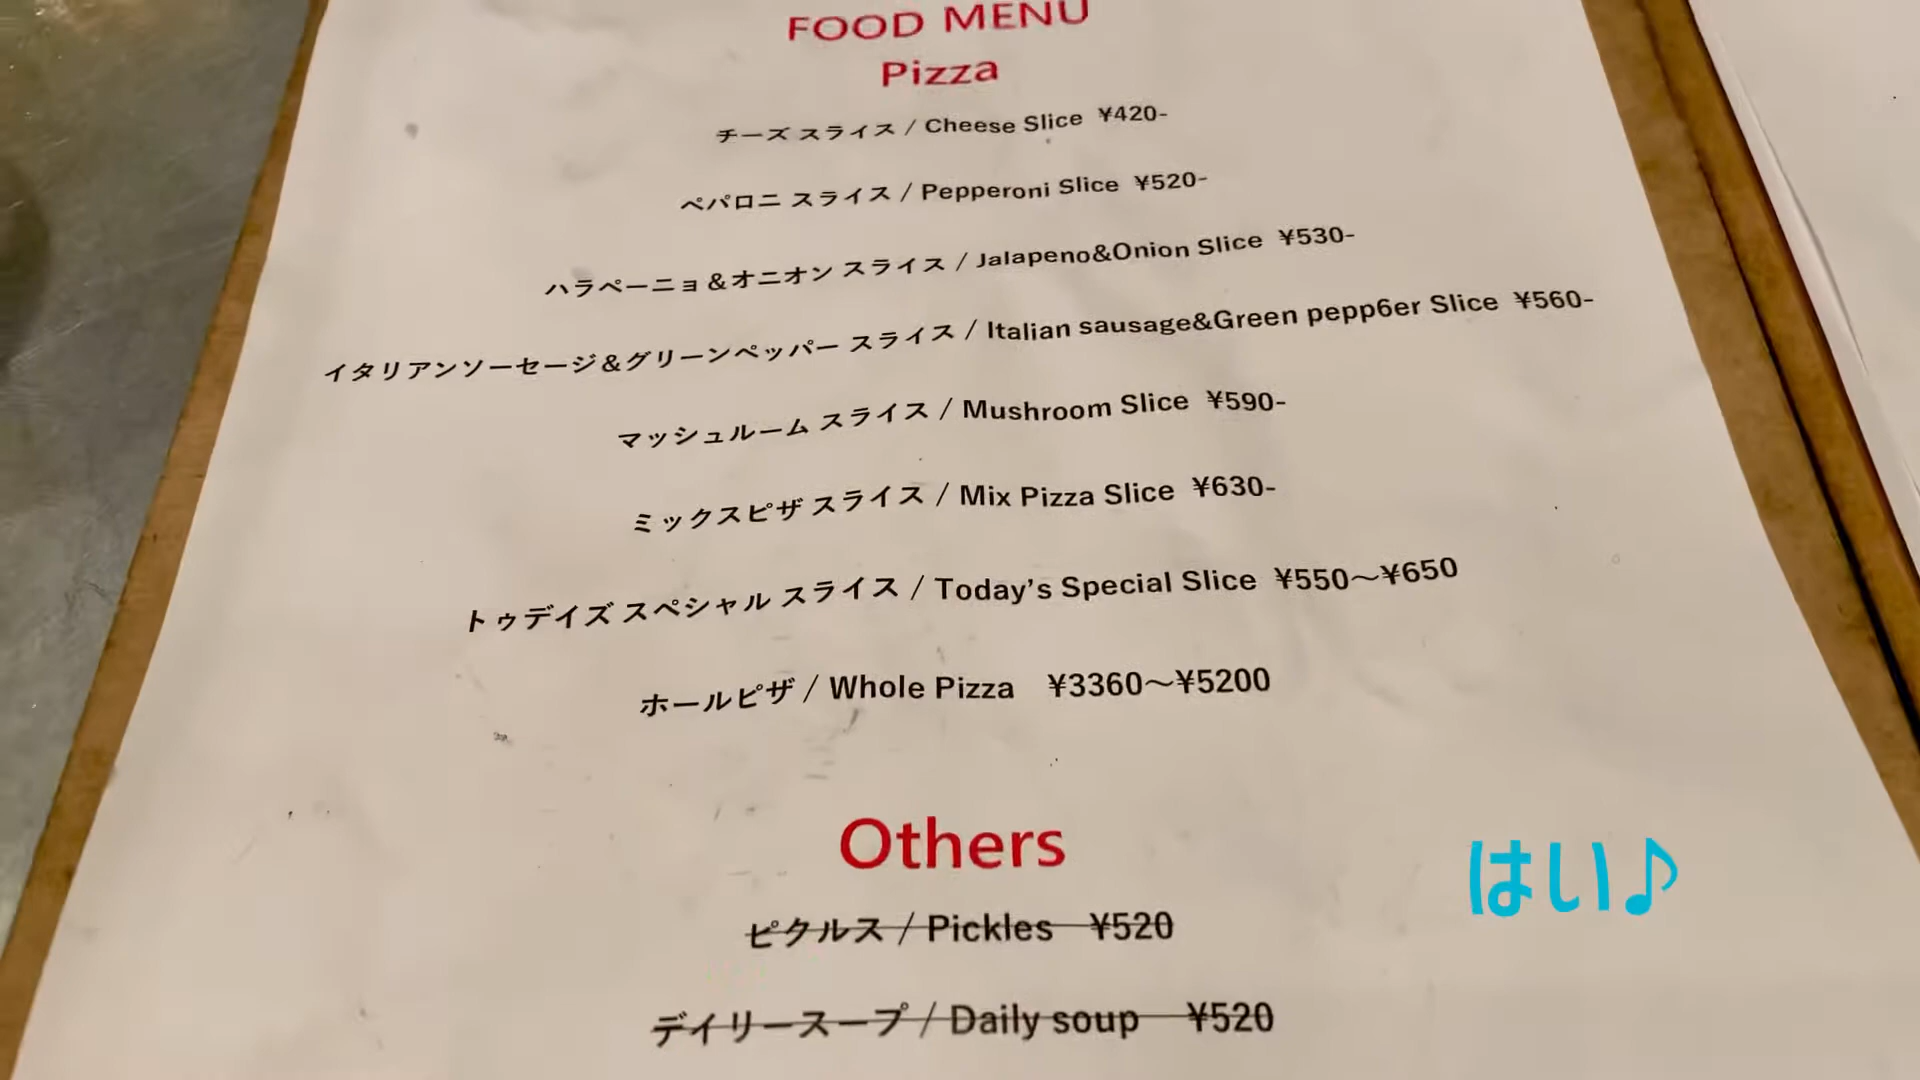 FOOD MENU
Pizza
チーズ スライス / Cheese Slice ¥420-
ペパロニ スライス / Pepperoni Slice ¥520-
ハラペーニョ&オニオン スライス / Jalapeno&Onion Slice ¥530-
イタリアンソーセージ&グリーンペッパー スライス / Italian sausage&Green pepp6er Slice ¥560-
マッシュルーム スライス / Mushroom Slice ¥590-
ミックスピザ スライス / Mix Pizza Slice ¥630-
トゥデイズ スペシャル スライス / Today's Special Slice ¥550〜¥650
ホールピザ / Whole Pizza ¥3360〜¥5200
Others
はい♪
ピクルス / Pickles ¥520
デイリースープ / Daily soup ¥520